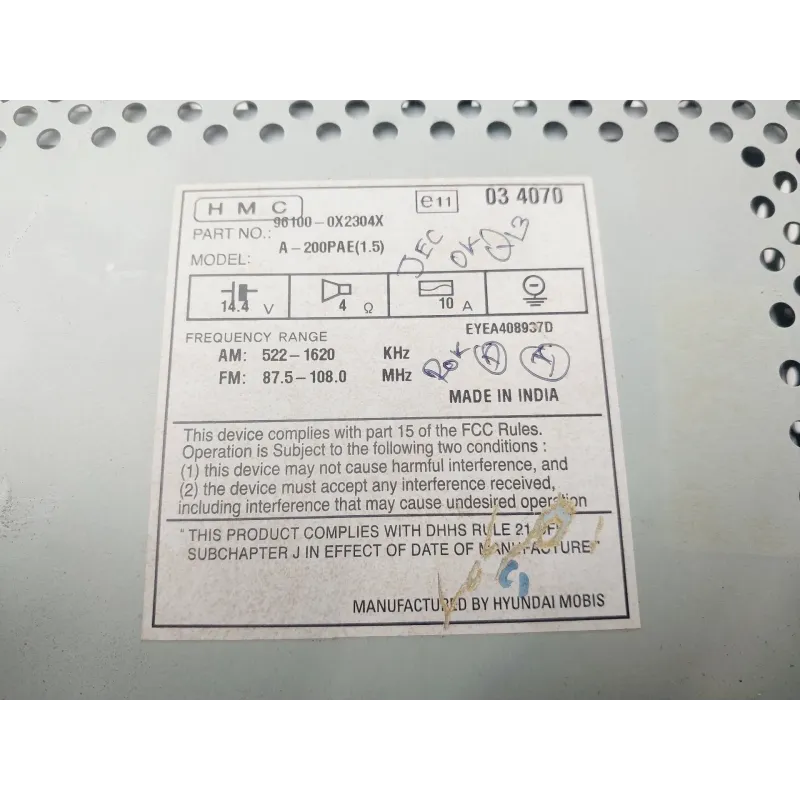 HMC
e11
03 4070
PART NO.: 96100-0X2304X
MODEL: A-200PAE(1.5)
JEC OK
14.4 V
4 Ω
10 A
EYEA408937D
FREQUENCY RANGE
AM: 522-1620 KHz
FM: 87.5-108.0 MHz
MADE IN INDIA
This device complies with part 15 of the FCC Rules.
Operation is Subject to the following two conditions :
(1) this device may not cause harmful interference, and
(2) the device must accept any interference received,
including interference that may cause undesired operation
"THIS PRODUCT COMPLIES WITH DHHS RULE 21
SUBCHAPTER J IN EFFECT OF DATE OF MANUFACTURE"
MANUFACTURED BY HYUNDAI MOBIS